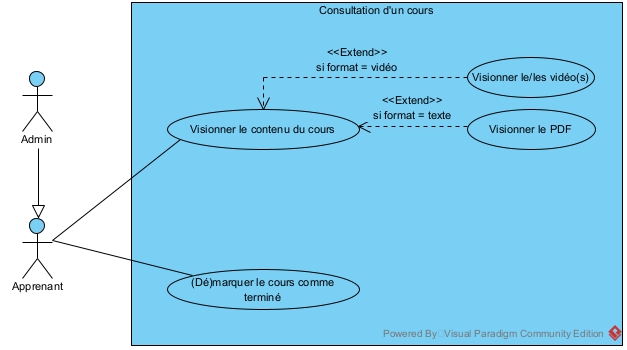 Consultation d'un cours
<<Extend>>
si format = vidéo
Visionner le/les vidéo(s)
<<Extend>>
si format = texte
Visionner le contenu du cours
Visionner le PDF
Admin
Apprenant
(Dé)marquer le cours comme
terminé
Powered By: Visual Paradigm Community Edition